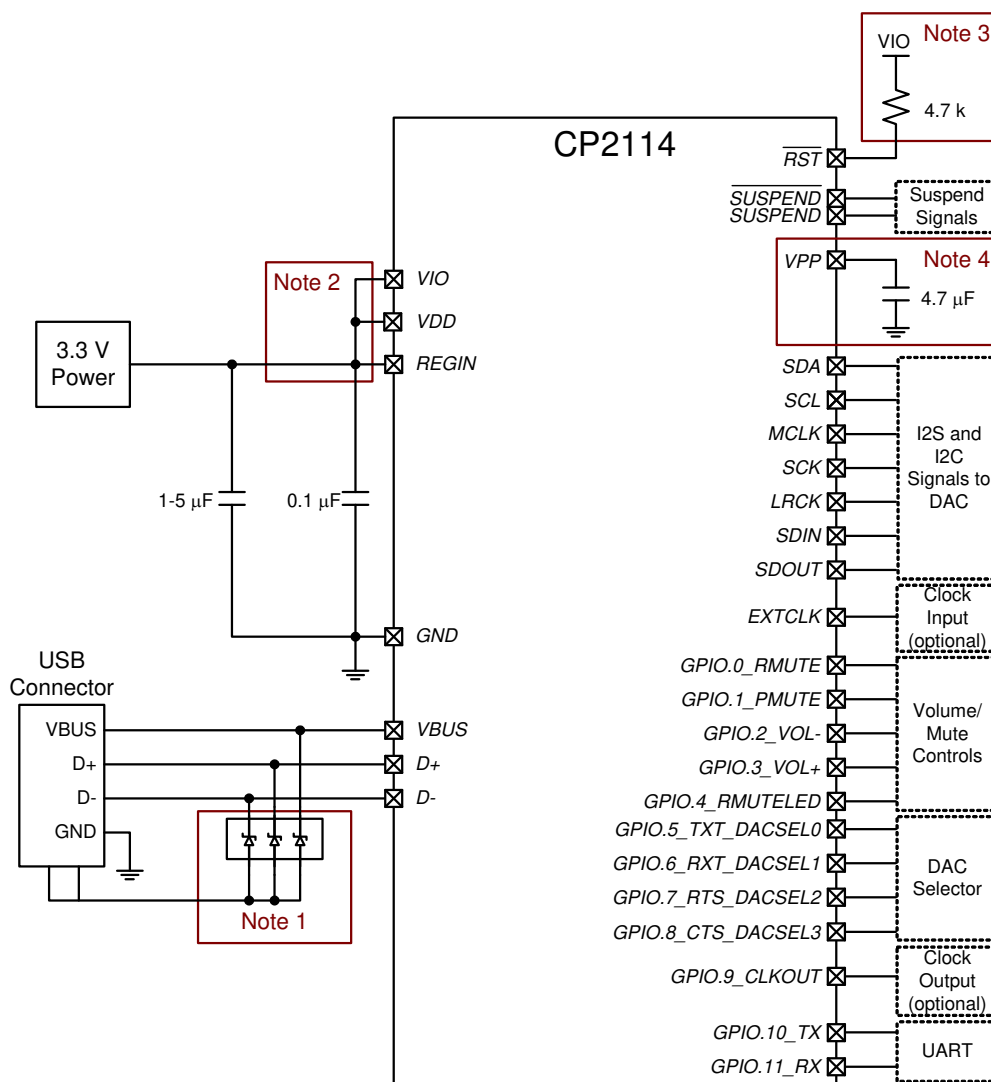 VIO
Note 3
4.7 k
CP2114
RST
SUSPEND
SUSPEND
Suspend
Signals
VPP
Note 4
4.7 μF
Note 2
VIO
VDD
REGIN
3.3 V
Power
1-5 μF
0.1 μF
GND
SDA
SCL
MCLK
SCK
LRCK
SDIN
SDOUT
I2S and
I2C
Signals to
DAC
EXTCLK
Clock
Input
(optional)
USB
Connector
VBUS
D+
D-
GND
VBUS
D+
D-
Note 1
GPIO.0_RMUTE
GPIO.1_PMUTE
GPIO.2_VOL-
GPIO.3_VOL+
GPIO.4_RMUTELED
Volume/
Mute
Controls
GPIO.5_TXT_DACSEL0
GPIO.6_RXT_DACSEL1
GPIO.7_RTS_DACSEL2
GPIO.8_CTS_DACSEL3
DAC
Selector
GPIO.9_CLKOUT
Clock
Output
(optional)
GPIO.10_TX
GPIO.11_RX
UART